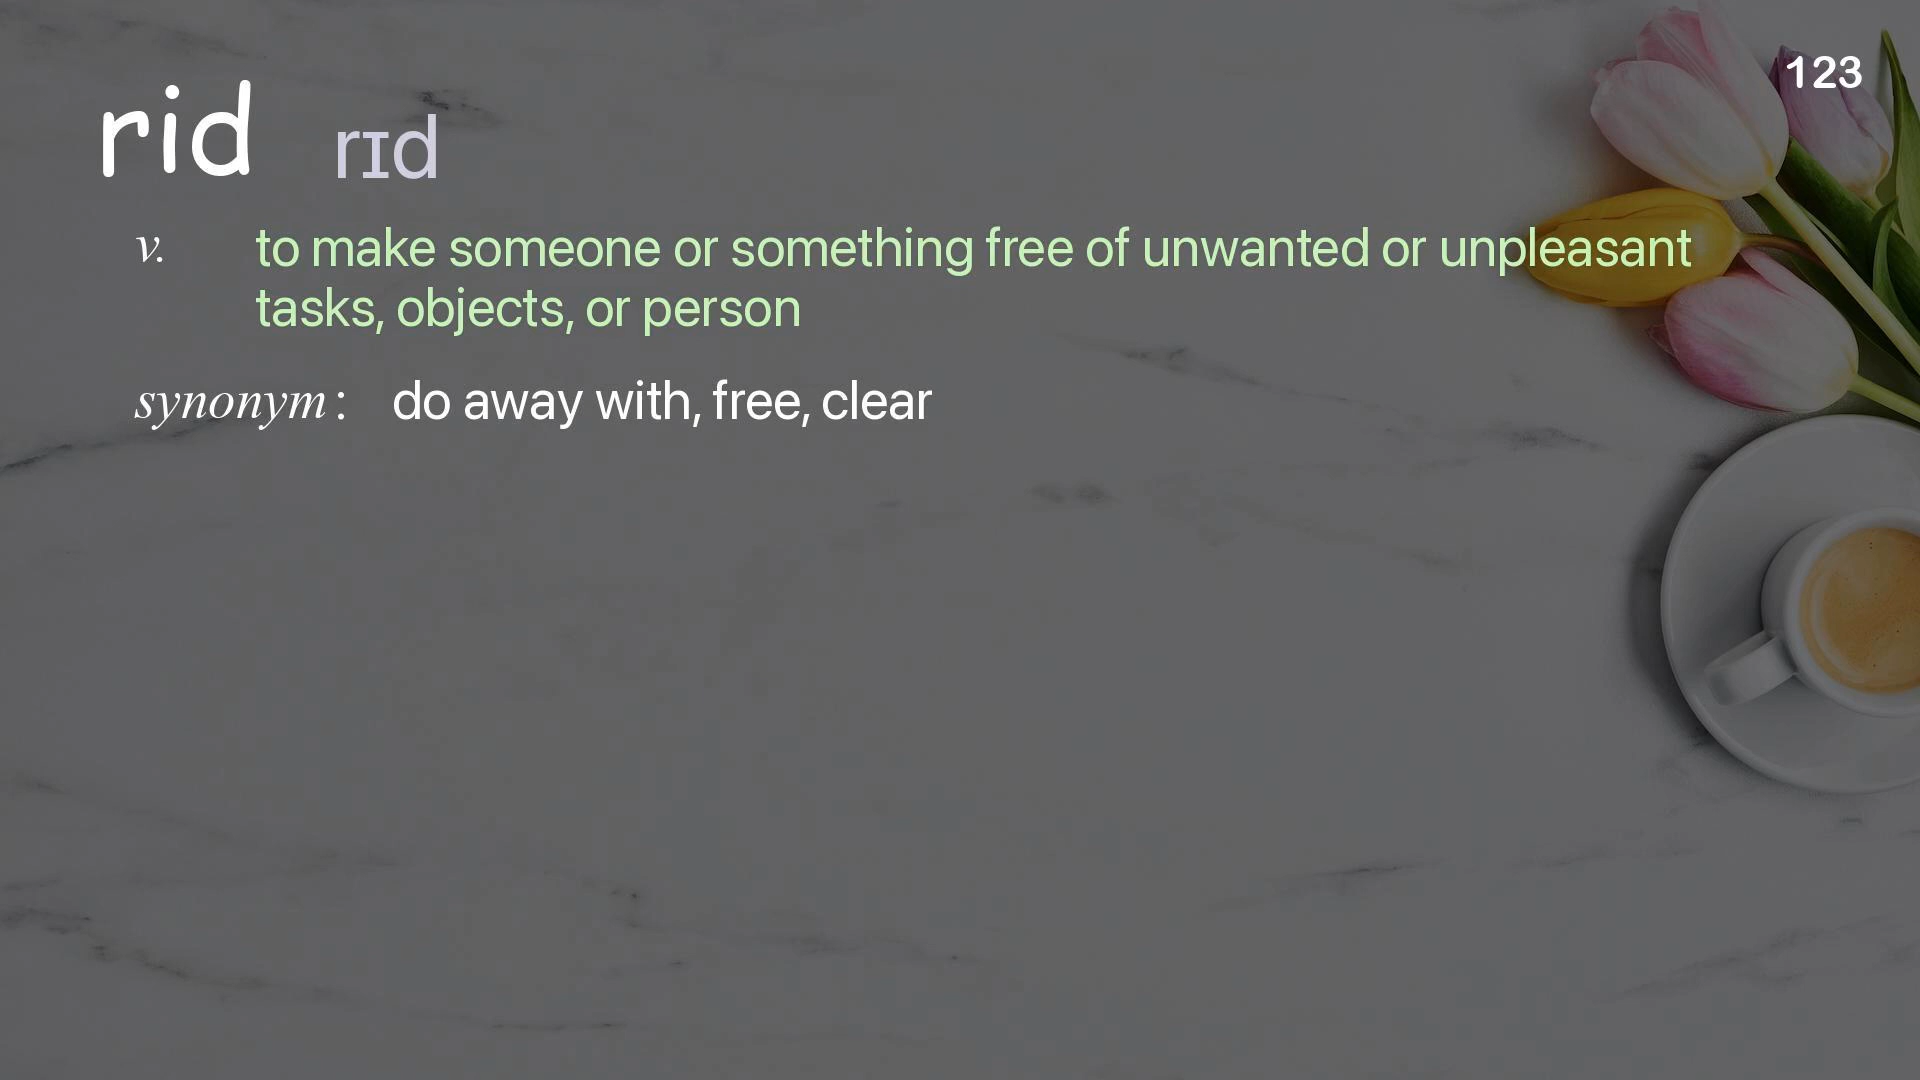 123
rid rɪd
v. to make someone or something free of unwanted or unpleasant
tasks, objects, or person
synonym: do away with, free, clear